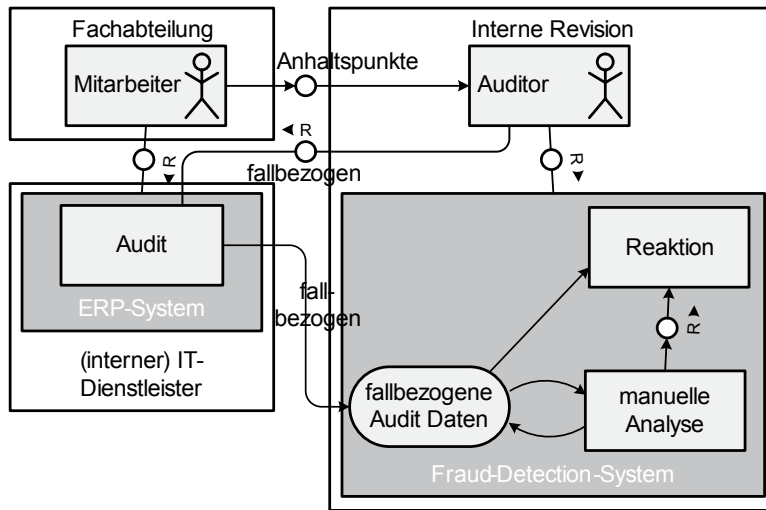 Fachabteilung
Interne Revision
Mitarbeiter
Anhaltspunkte
Auditor
R
R
fallbezogen
R
Audit
Reaktion
ERP-System
fall-
bezogen
R
(interner) IT-
Dienstleister
fallbezogene
Audit Daten
manuelle
Analyse
Fraud-Detection-System